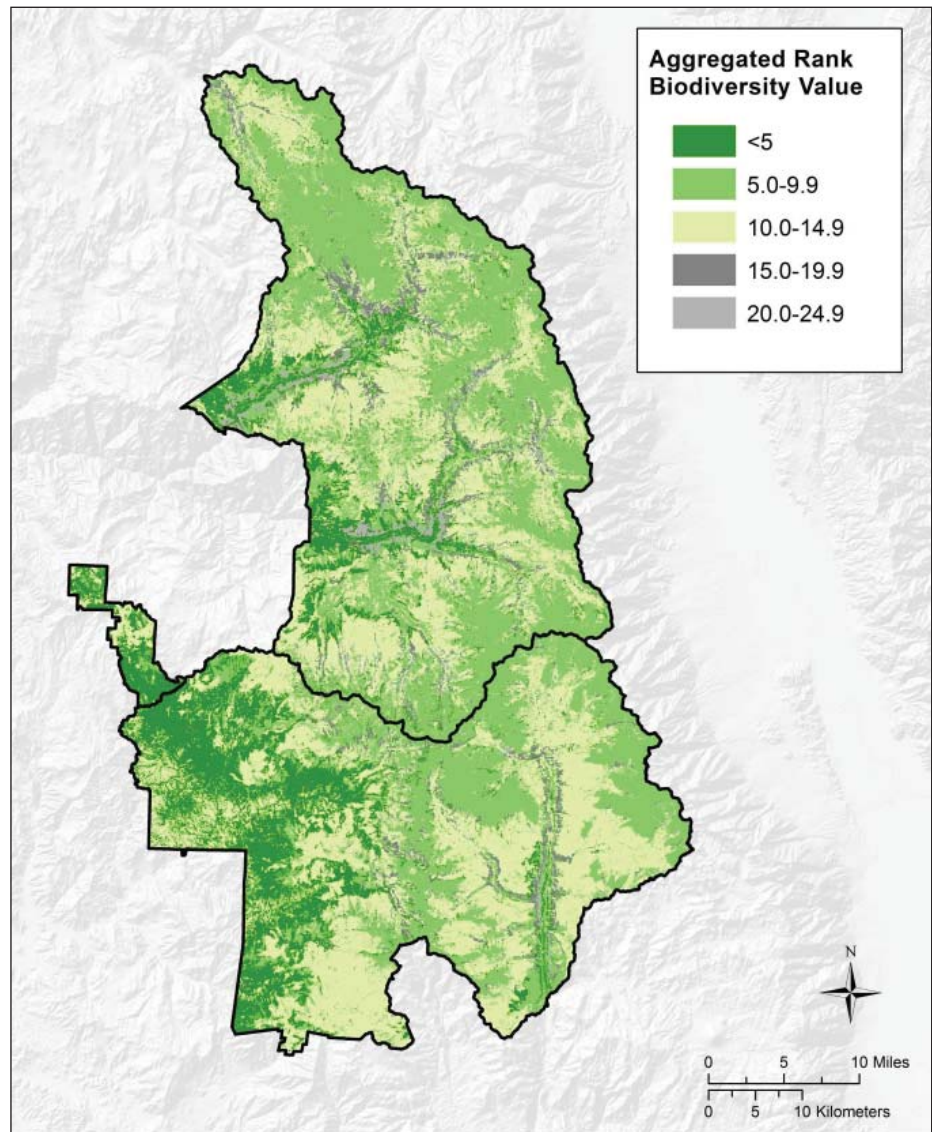 Aggregated Rank
Biodiversity Value
<5
5.0-9.9
10.0-14.9
15.0-19.9
20.0-24.9
N
0 5 10 Miles
0 5 10 Kilometers